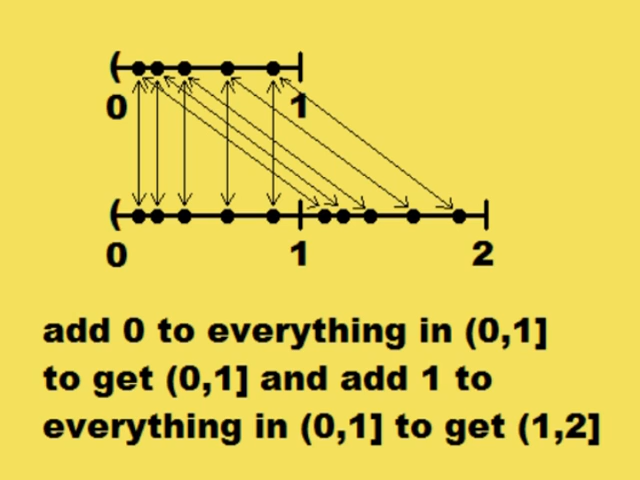 0 1
0 1 2
add 0 to everything in (0,1]
to get (0,1] and add 1 to
everything in (0,1] to get (1,2]